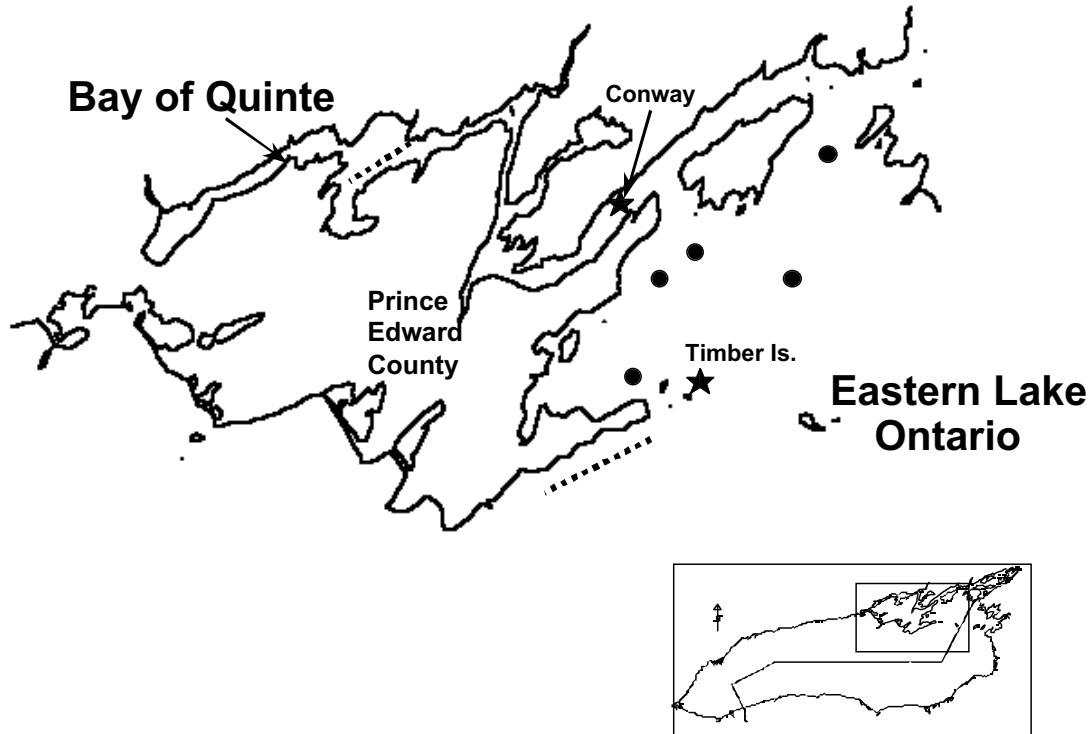 Bay of Quinte
Conway
Prince
Edward
County
Timber Is.
Eastern Lake
Ontario